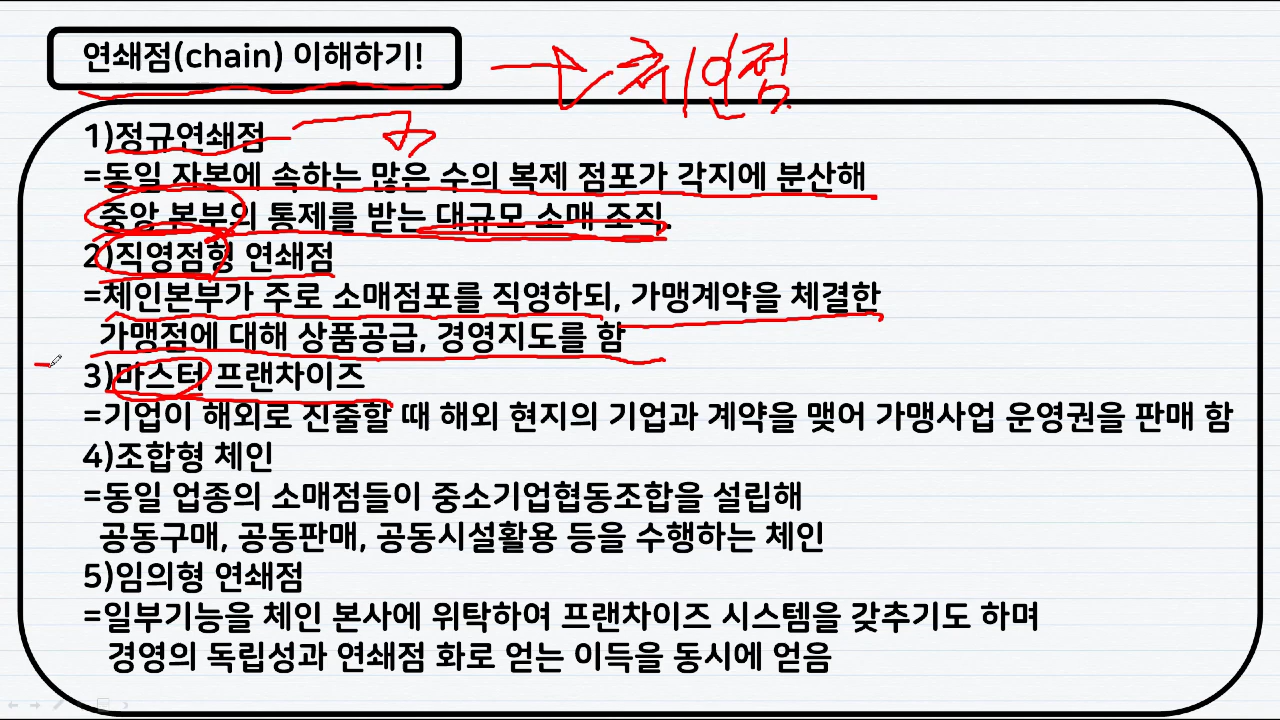 연쇄점(chain) 이해하기!
체인점
1)정규연쇄점
=동일 자본에 속하는 많은 수의 복제 점포가 각지에 분산해
중앙 본부의 통제를 받는 대규모 소매 조직.
2)직영점형 연쇄점
=체인본부가 주로 소매점포를 직영하되, 가맹계약을 체결한
가맹점에 대해 상품공급, 경영지도를 함
3)마스터 프랜차이즈
=기업이 해외로 진출할 때 해외 현지의 기업과 계약을 맺어 가맹사업 운영권을 판매 함
4)조합형 체인
=동일 업종의 소매점들이 중소기업협동조합을 설립해
공동구매, 공동판매, 공동시설활용 등을 수행하는 체인
5)임의형 연쇄점
=일부기능을 체인 본사에 위탁하여 프랜차이즈 시스템을 갖추기도 하며
경영의 독립성과 연쇄점 화로 얻는 이득을 동시에 얻음